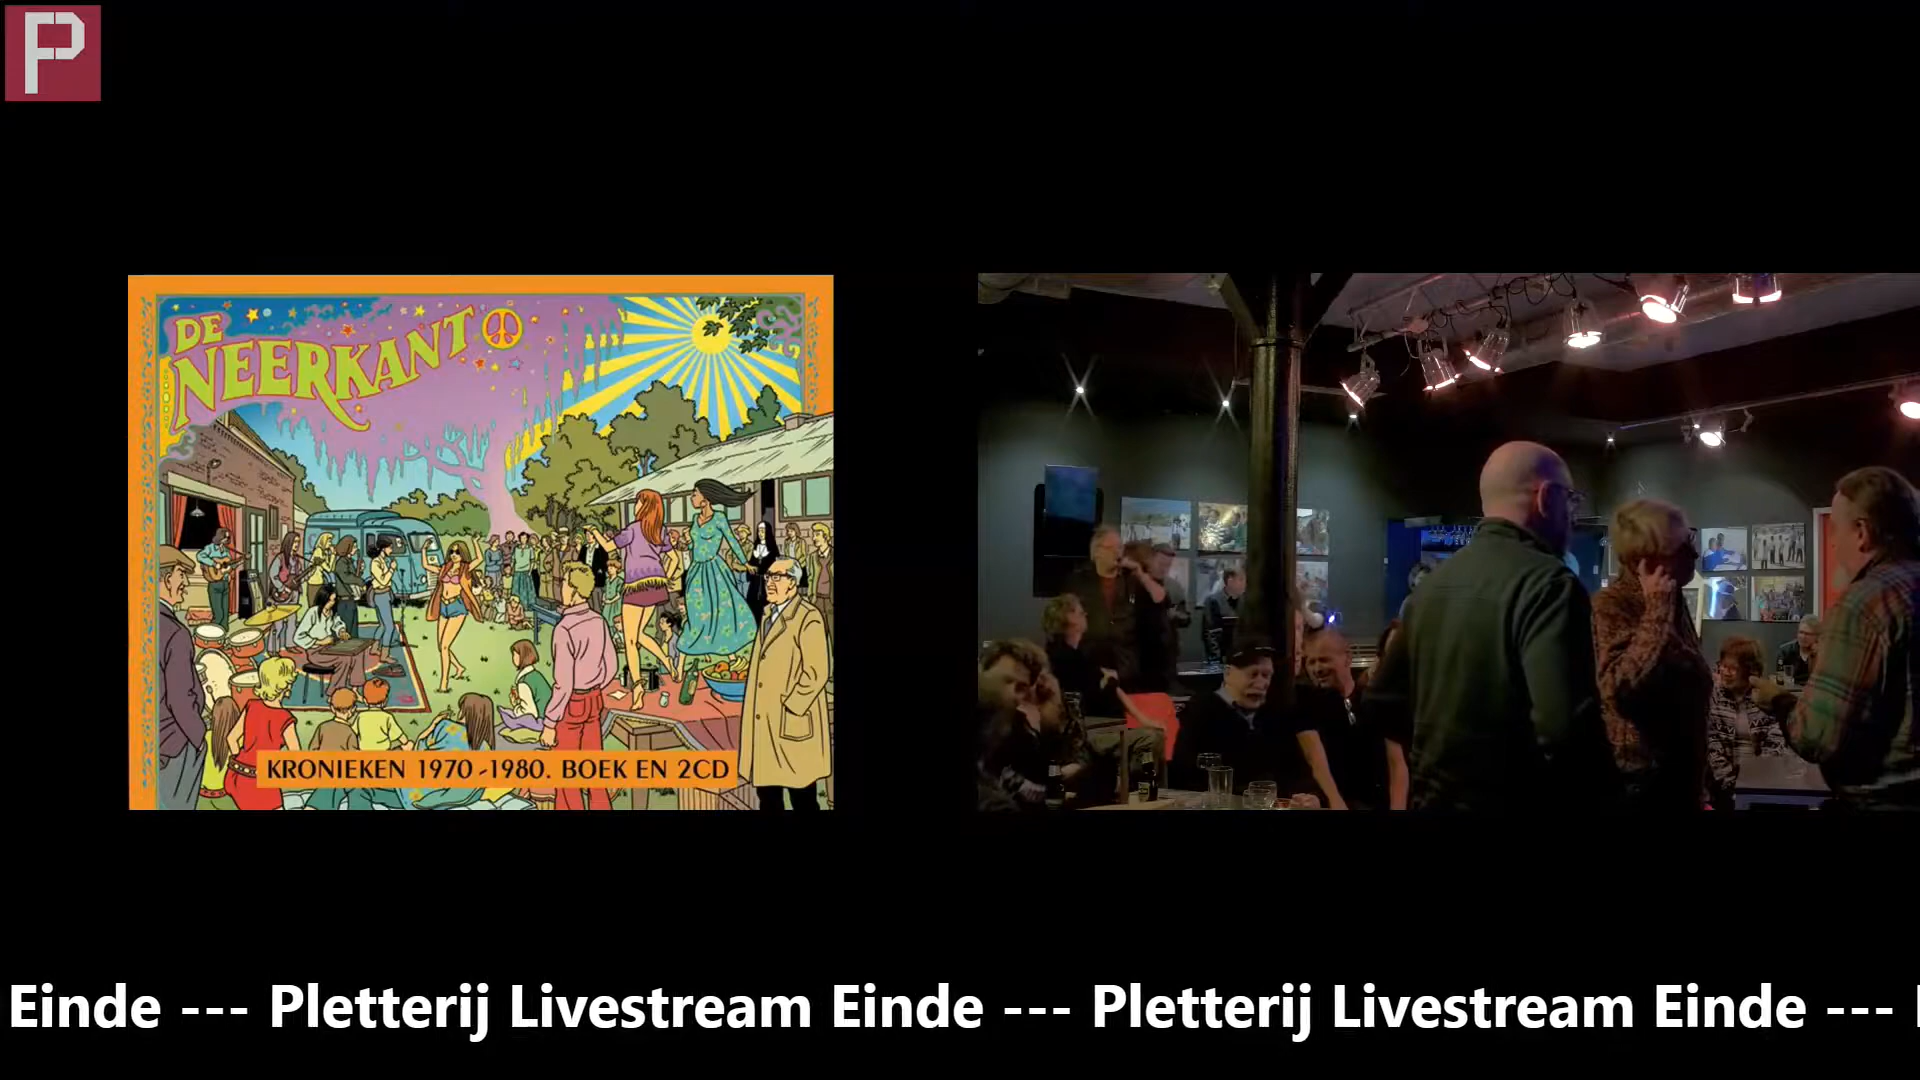 P
DE
NEERKANT
KRONIEKEN 1970-1980. BOEK EN 2CD
Einde --- Pletterij Livestream Einde --- Pletterij Livestream Einde ---